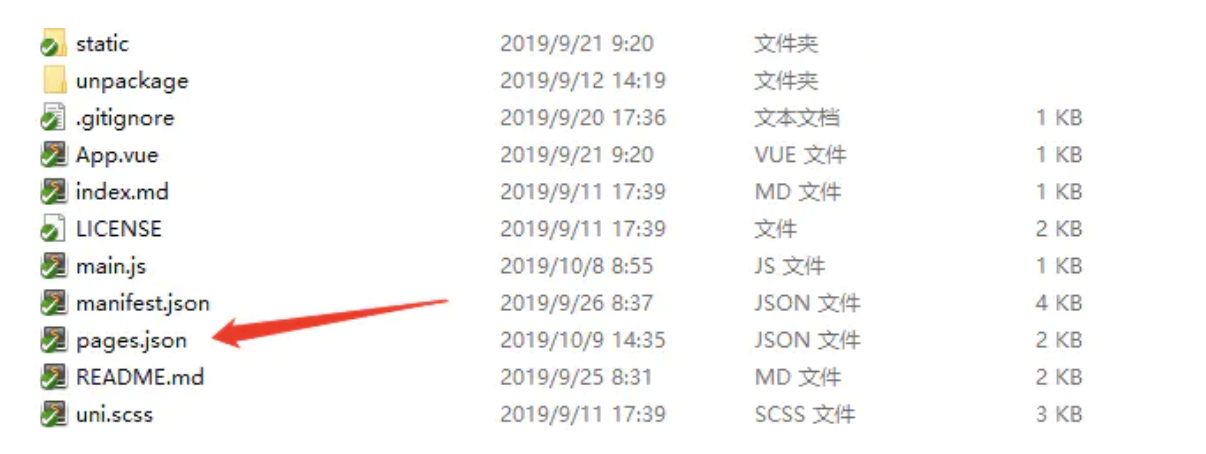 static 2019/9/21 9:20 文件夹
unpackage 2019/9/12 14:19 文件夹
.gitignore 2019/9/20 17:36 文本文档 1 KB
App.vue 2019/9/21 9:20 VUE 文件 1 KB
index.md 2019/9/11 17:39 MD 文件 1 KB
LICENSE 2019/9/11 17:39 文件 2 KB
main.js 2019/10/8 8:55 JS 文件 1 KB
manifest.json 2019/9/26 8:37 JSON 文件 4 KB
pages.json 2019/10/9 14:35 JSON 文件 2 KB
README.md 2019/9/25 8:31 MD 文件 2 KB
uni.scss 2019/9/11 17:39 SCSS 文件 3 KB